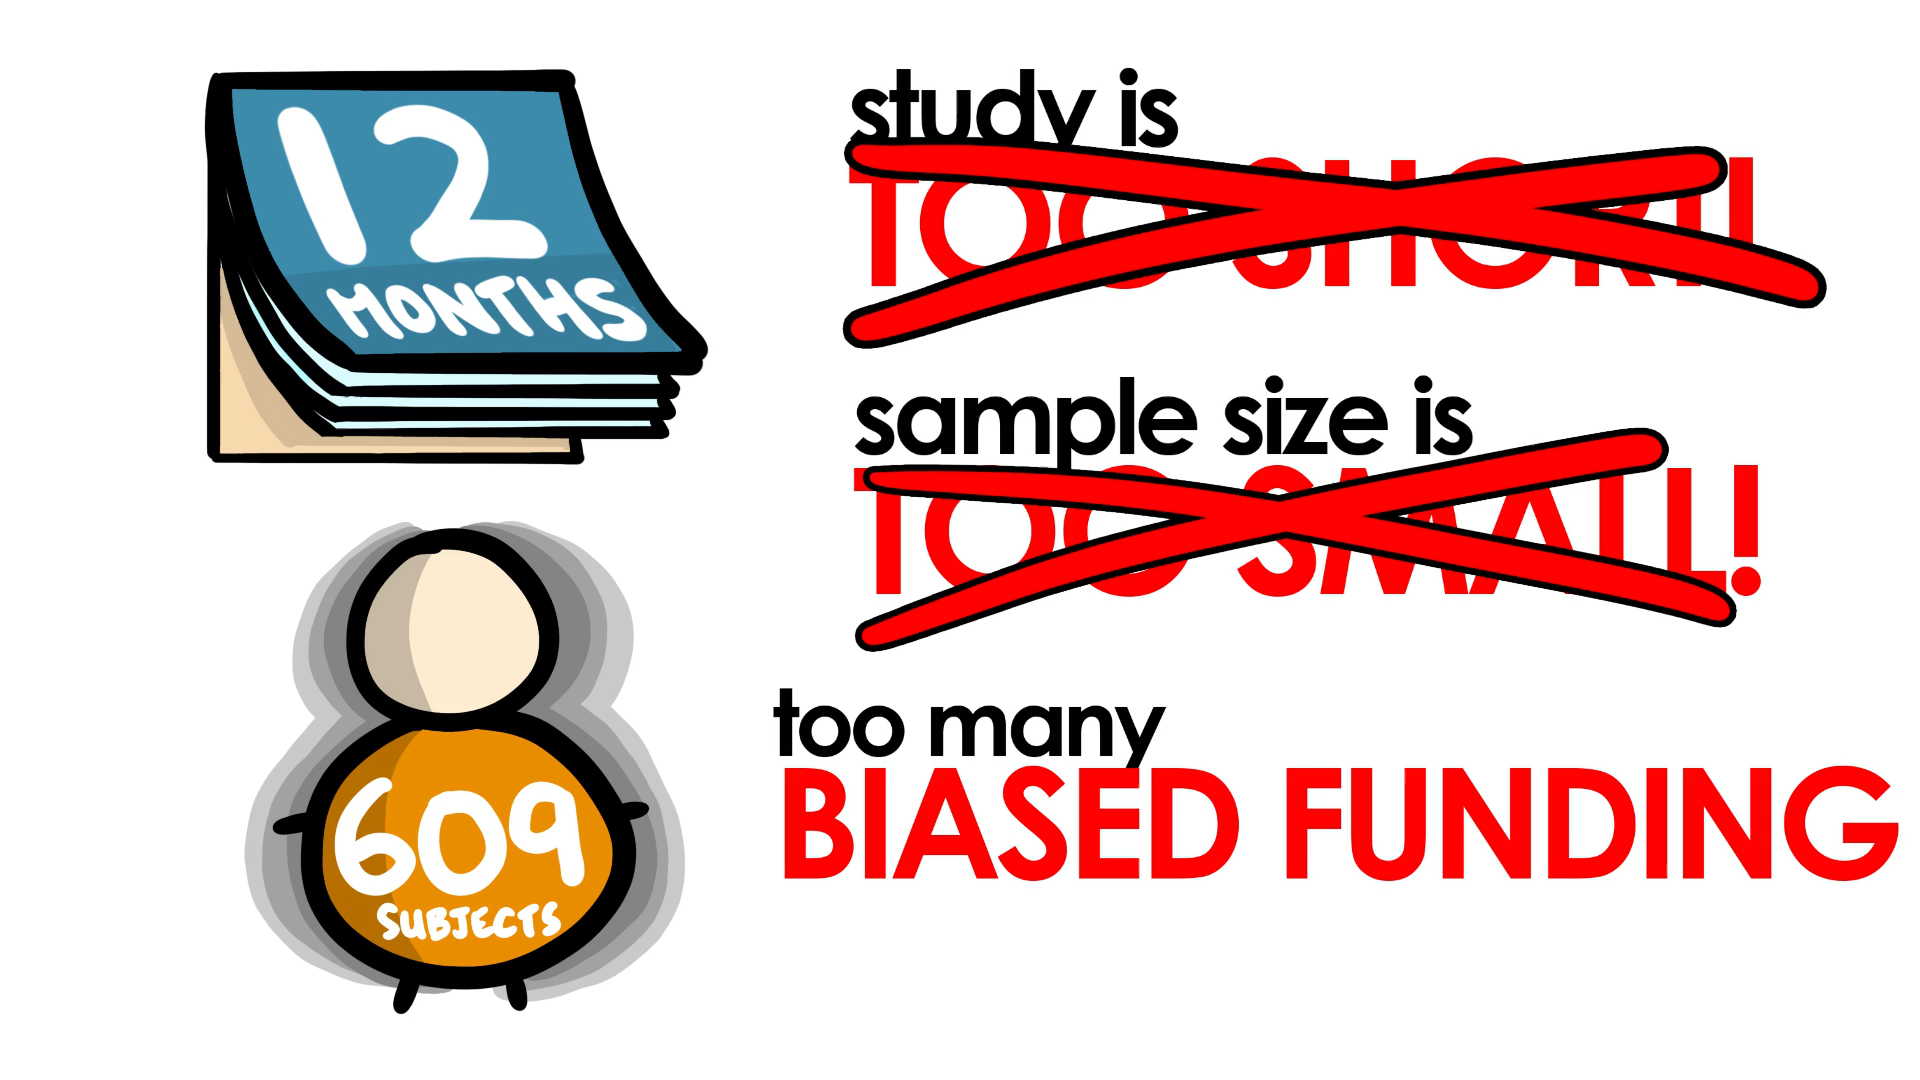 12
MONTHS
study is
TOO SHORT!
sample size is
TOO SMALL!
609
SUBJECTS
too many
BIASED FUNDING